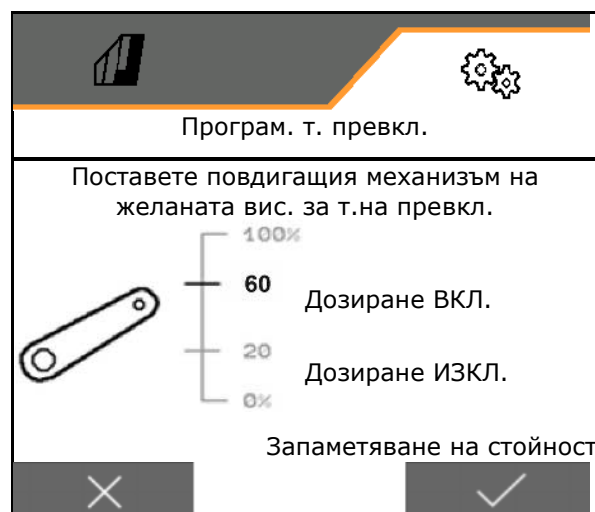 Програм. т. превкл.
Поставете повдигащия механизъм на
желаната вис. за т.на превкл.
100%
60
Дозиране ВКЛ.
20
Дозиране ИЗКЛ.
0%
Запаметяване на стойност